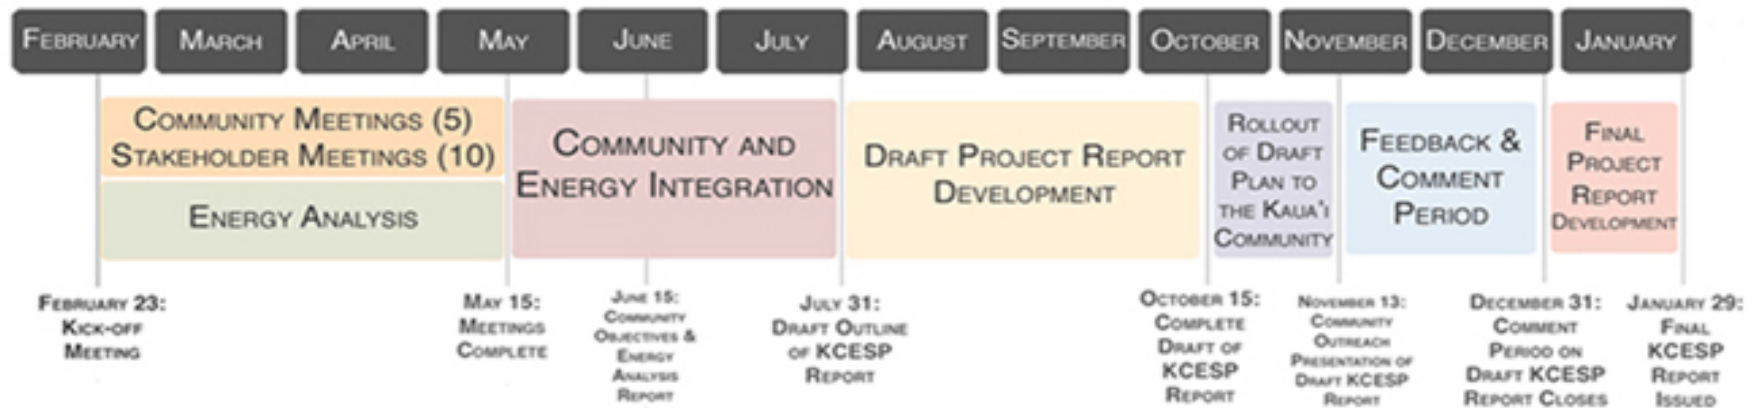 FEBRUARY
MARCH
APRIL
MAY
JUNE
JULY
AUGUST
SEPTEMBER
OCTOBER
NOVEMBER
DECEMBER
JANUARY
COMMUNITY MEETINGS (5)
STAKEHOLDER MEETINGS (10)
ENERGY ANALYSIS
COMMUNITY AND
ENERGY INTEGRATION
DRAFT PROJECT REPORT
DEVELOPMENT
ROLLOUT
OF DRAFT
PLAN TO
THE KAUA'I
COMMUNITY
FEEDBACK &
COMMENT
PERIOD
FINAL
PROJECT
REPORT
DEVELOPMENT
FEBRUARY 23:
KICK-OFF
MEETING
MAY 15:
MEETINGS
COMPLETE
JUNE 15:
COMMUNITY
OBJECTIVES &
ENERGY
ANALYSIS
REPORT
JULY 31:
DRAFT OUTLINE
OF KCESP
REPORT
OCTOBER 15:
COMPLETE
DRAFT OF
KCESP
REPORT
NOVEMBER 13:
COMMUNITY
OUTREACH
PRESENTATION OF
DRAFT KCESP
REPORT
DECEMBER 31:
COMMENT
PERIOD ON
DRAFT KCESP
REPORT CLOSES
JANUARY 29:
FINAL
KCESP
REPORT
ISSUED